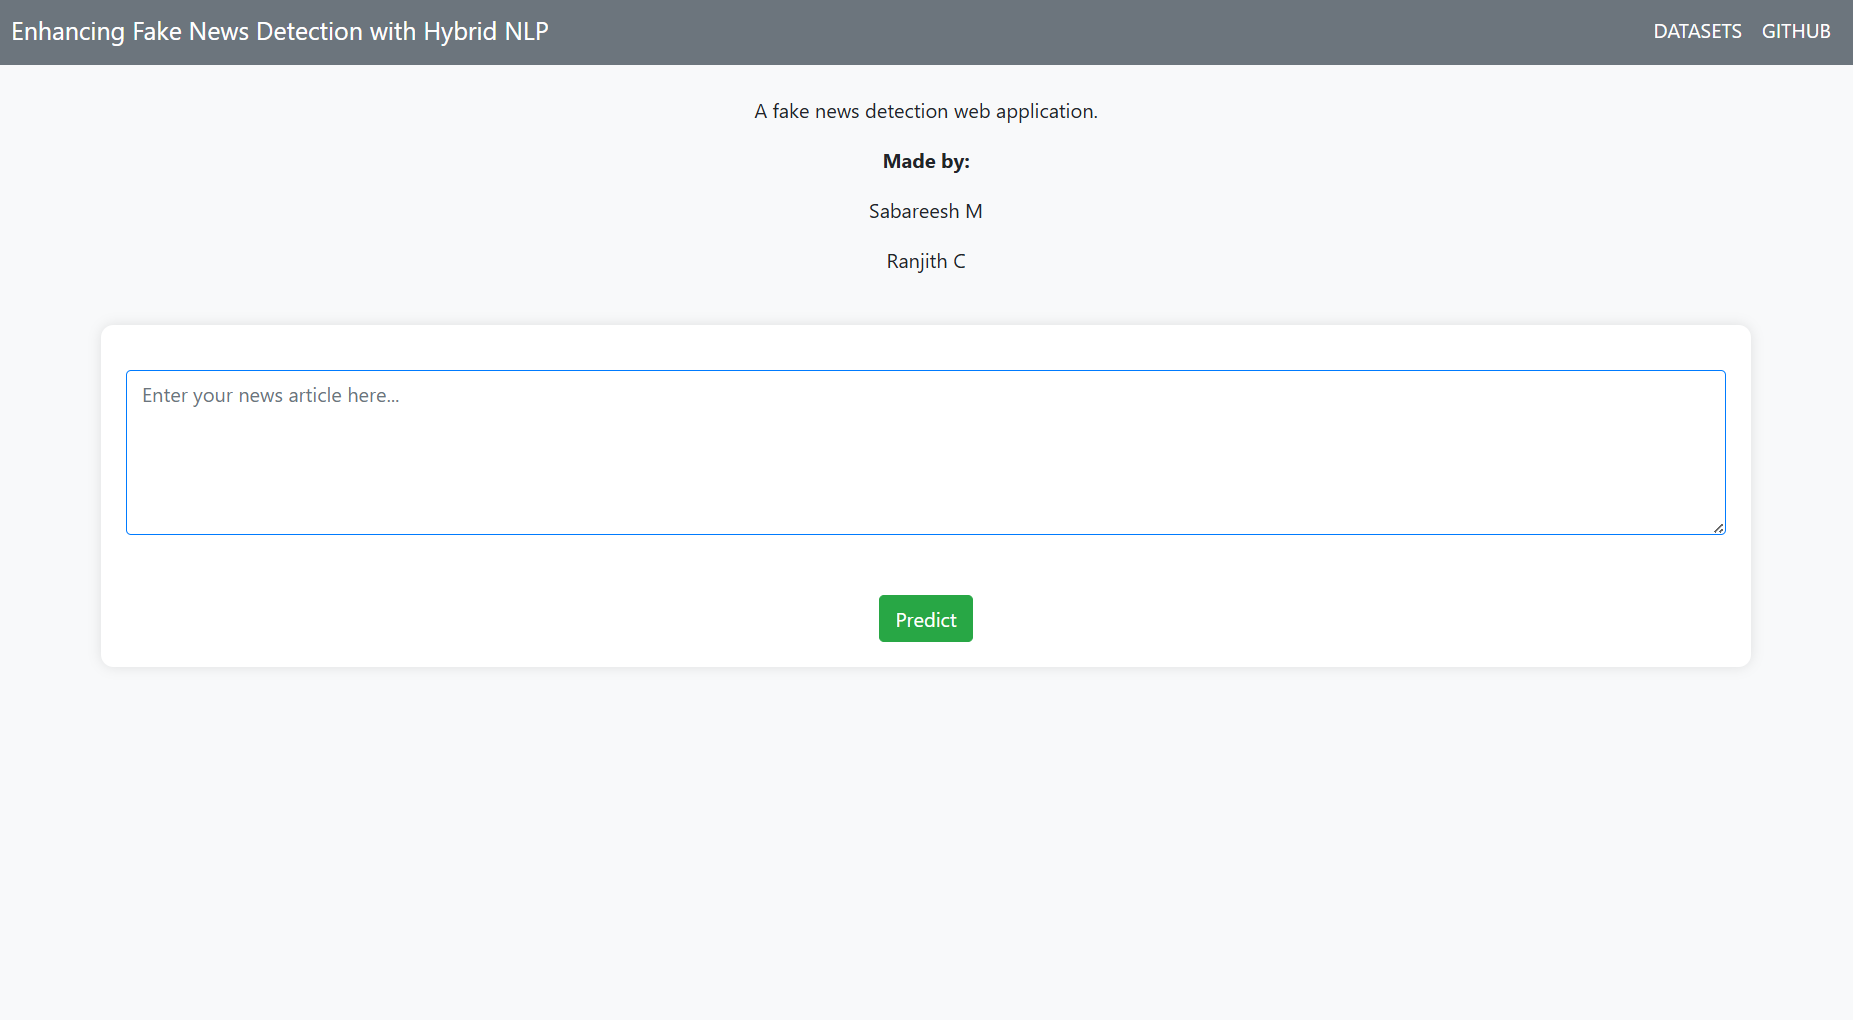 Enhancing Fake News Detection with Hybrid NLP
DATASETS GITHUB
A fake news detection web application.
Made by:
Sabareesh M
Ranjith C
Enter your news article here...
Predict